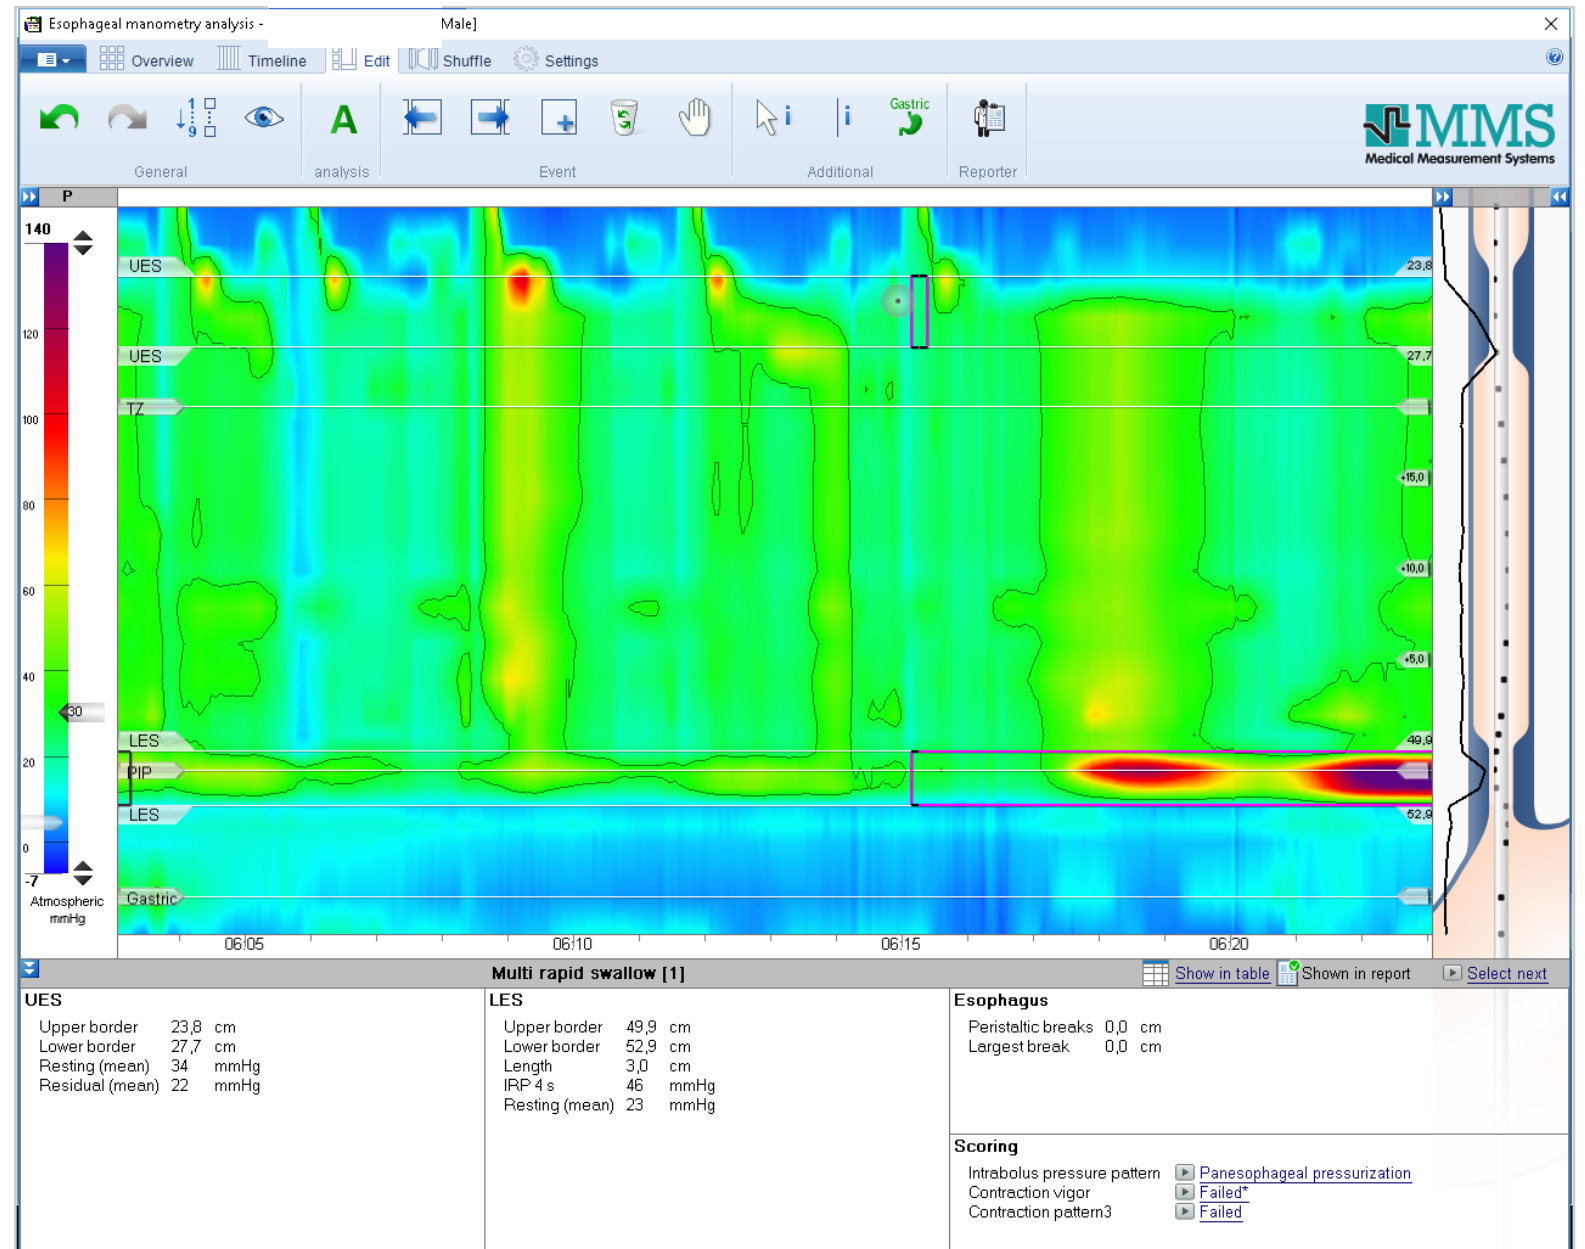 Esophageal manometry analysis - Male]
Overview Timeline Edit Shuffle Settings
1
9
A
i
i
Gastric
General analysis Event Additional Reporter
MMS
Medical Measurement Systems
P
140
120
100
80
60
40
30
20
0
-7
Atmospheric
mmHg
UES 23,8
UES 27,7
TZ
+15,0
+10,0
+5,0
LES 49,9
PIP
LES 52,9
Gastric
06:05 06:10 06:15 06:20
Multi rapid swallow [1] Show in table Shown in report Select next
UES
Upper border 23,8 cm
Lower border 27,7 cm
Resting (mean) 34 mmHg
Residual (mean) 22 mmHg
LES
Upper border 49,9 cm
Lower border 52,9 cm
Length 3,0 cm
IRP 4 s 46 mmHg
Resting (mean) 23 mmHg
Esophagus
Peristaltic breaks 0,0 cm
Largest break 0,0 cm
Scoring
Intrabolus pressure pattern Panesophageal pressurization
Contraction vigor Failed*
Contraction pattern3 Failed